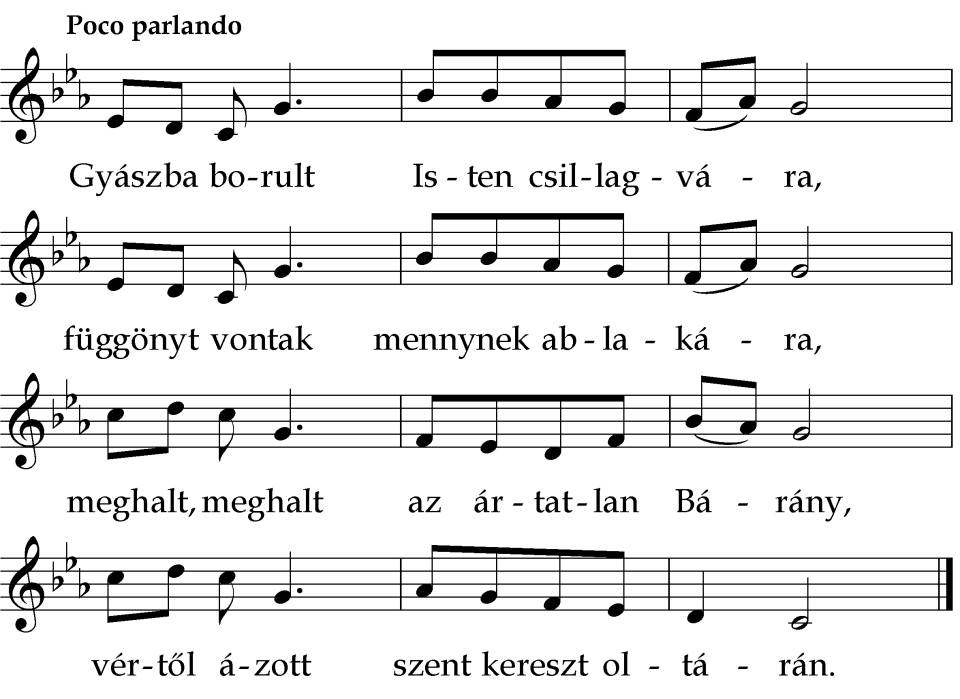 Poco parlando
Gyászba bo-rult Is - ten csil-lag - vá - ra,
függönyt vontak mennynek ab - la - ká - ra,
meghalt, meghalt az ár - tat-lan Bá - rány,
vér-től á-zott szent kereszt ol - tá - rán.